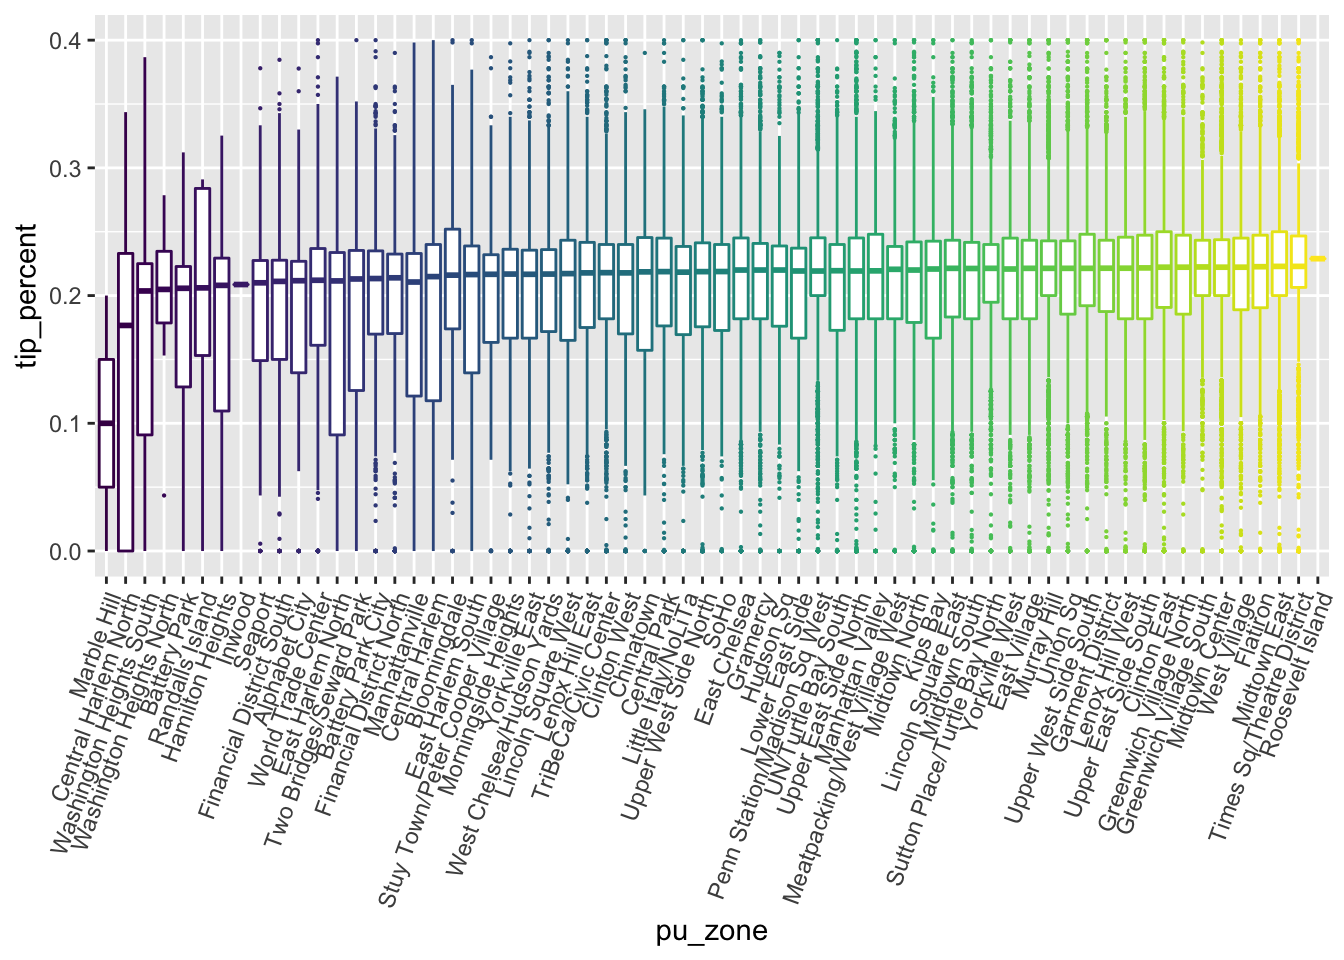 0.4
0.3
0.2
0.1
0.0
tip_percent
Marble Hill
Central Harlem North
Washington Heights South
Washington Heights North
Battery Park
Randalls Island
Hamilton Heights
Inwood
Seaport
Financial District South
Alphabet City
World Trade Center
East Harlem North
Two Bridges/Seward Park
Battery Park City
Financial District North
Manhattanville
Central Harlem
Bloomingdale
East Harlem South
Stuy Town/Peter Cooper Village
Morningside Heights
Yorkville East
West Chelsea/Hudson Yards
Lincoln Square West
Lenox Hill East
TriBeCa/Civic Center
Clinton West
Chinatown
Central Park
Little Italy/NoLiTa
Upper West Side North
SoHo
East Chelsea
Gramercy
Hudson Sq
Lower East Side
Penn Station/Madison Sq West
UN/Turtle Bay South
Upper East Side North
Manhattan Valley
Meatpacking/West Village West
Midtown North
Kips Bay
Lincoln Square East
Midtown South
Sutton Place/Turtle Bay North
Yorkville West
East Village
Murray Hill
Union Sq
Upper West Side South
Garment District
Lenox Hill West
Upper East Side South
Clinton East
Greenwich Village North
Greenwich Village South
Midtown Center
West Village
Flatiron
Midtown East
Times Sq/Theatre District
Roosevelt Island
pu_zone